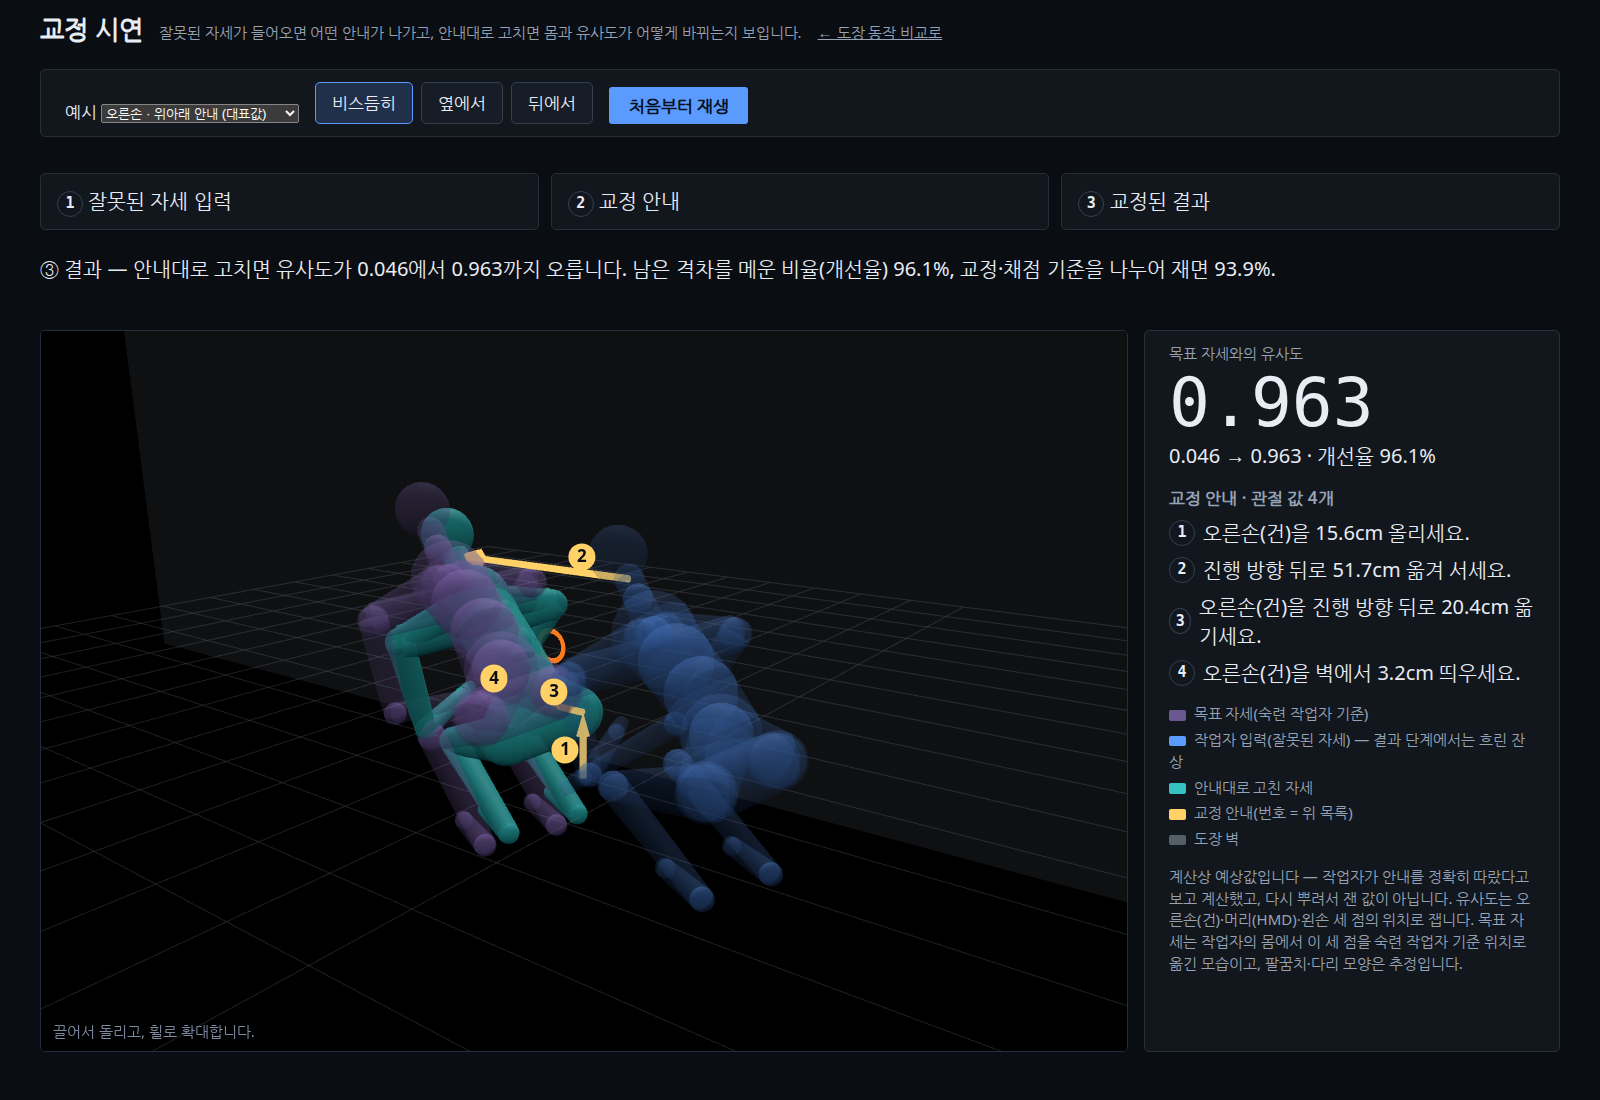 교정 시연 잘못된 자세가 들어오면 어떤 안내가 나가고, 안내대로 고치면 몸과 유사도가 어떻게 바뀌는지 보입니다. ← 도장 동작 비교로
예시 오른손 · 위아래 안내 (대표값) 비스듬히 옆에서 뒤에서 처음부터 재생
1 잘못된 자세 입력
2 교정 안내
3 교정된 결과
③ 결과 — 안내대로 고치면 유사도가 0.046에서 0.963까지 오릅니다. 남은 격차를 메운 비율(개선율) 96.1%, 교정·채점 기준을 나누어 재면 93.9%.
2
4
3
1
끌어서 돌리고, 휠로 확대합니다.
목표 자세와의 유사도
0.963
0.046 → 0.963 · 개선율 96.1%
교정 안내 · 관절 값 4개
1 오른손(건)을 15.6cm 올리세요.
2 진행 방향 뒤로 51.7cm 옮겨 서세요.
3 오른손(건)을 진행 방향 뒤로 20.4cm 옮
기세요.
4 오른손(건)을 벽에서 3.2cm 띄우세요.
목표 자세(숙련 작업자 기준)
작업자 입력(잘못된 자세) — 결과 단계에서는 흐린 잔
상
안내대로 고친 자세
교정 안내(번호 = 위 목록)
도장 벽
계산상 예상값입니다 — 작업자가 안내를 정확히 따랐다고
보고 계산했고, 다시 뿌려서 잰 값이 아닙니다. 유사도는 오
른손(건)·머리(HMD)·왼손 세 점의 위치로 잽니다. 목표 자
세는 작업자의 몸에서 이 세 점을 숙련 작업자 기준 위치로
옮긴 모습이고, 팔꿈치·다리 모양은 추정입니다.